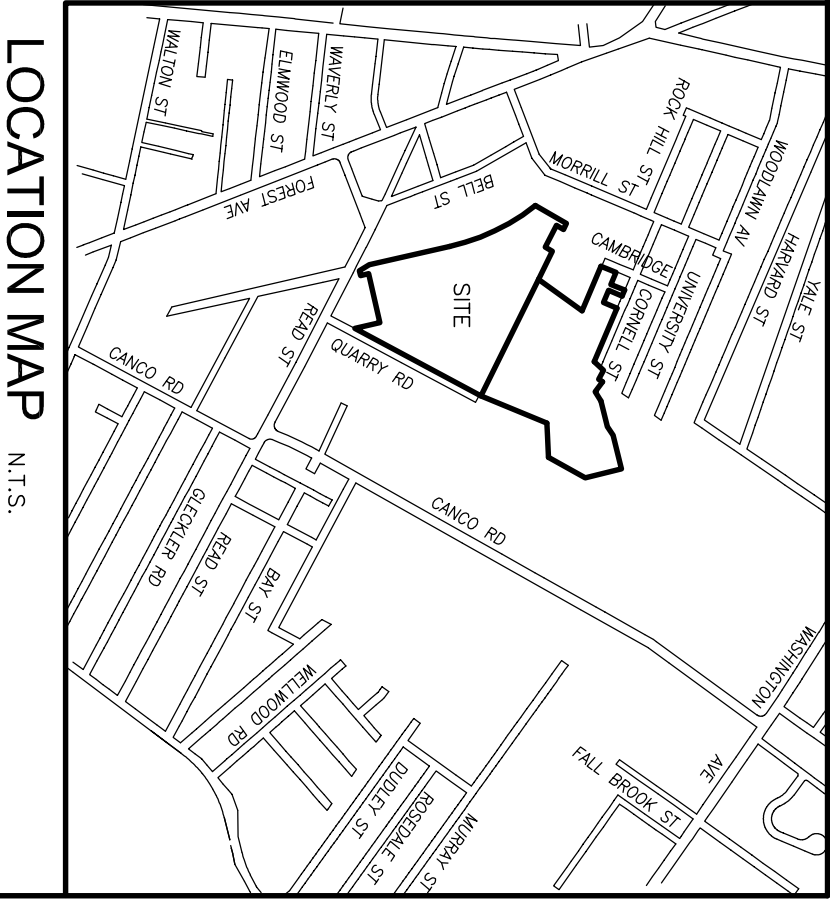 LOCATION MAP N.T.S.
WALTON ST
ELMWOOD ST
WAVERLY ST
FOREST AVE
BELL ST
MORRILL ST
ROCK HILL ST
WOODLAWN AV
HARVARD ST
YALE ST
CAMBRIDGE
UNIVERSITY ST
CORNELL ST
SITE
READ ST
QUARRY RD
CANCO RD
CANCO RD
GLECKLER RD
READ ST
BAY ST
WELLWOOD RD
WASHINGTON
AVE
FALL BROOK ST
DUDLEY ST
ROSEDALE ST
MURRAY ST